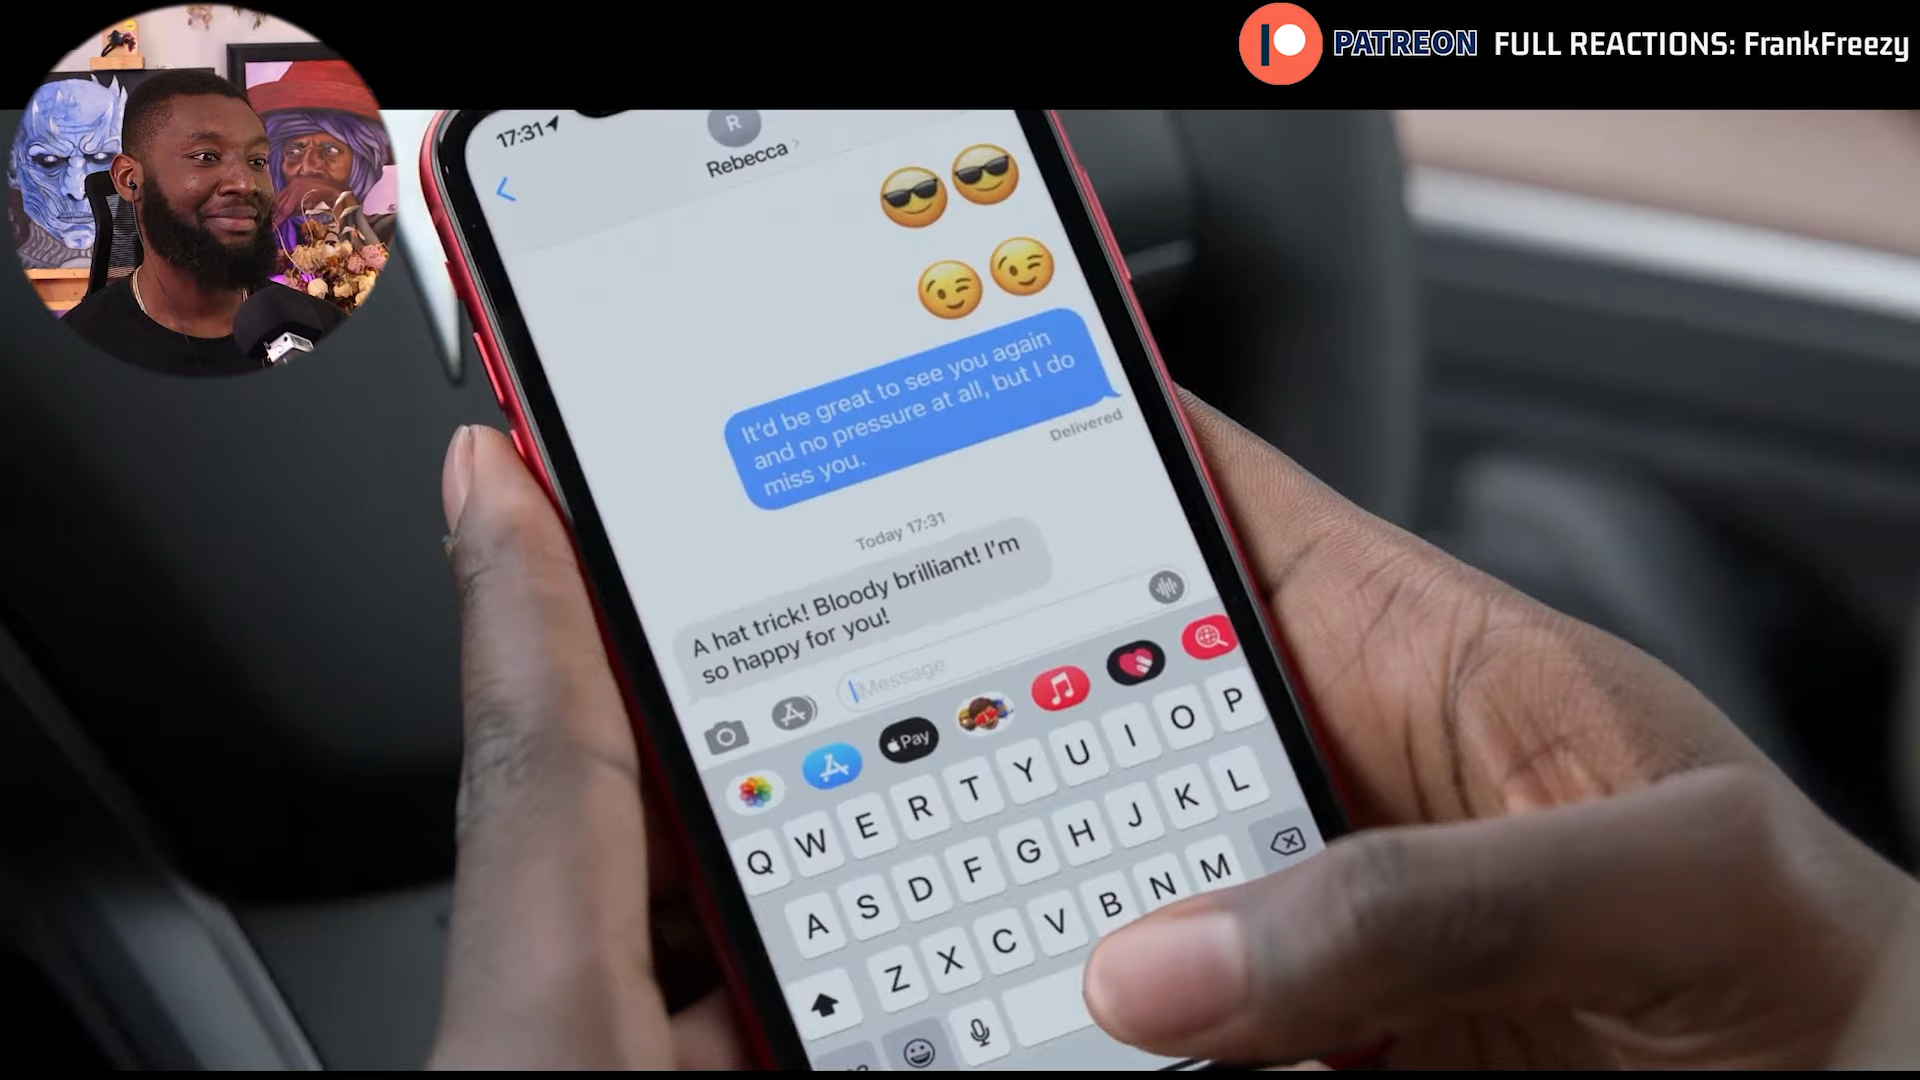 PATREON FULL REACTIONS: FrankFreezy
17:31
R
Rebecca
It'd be great to see you again
and no pressure at all, but I do
miss you.
Delivered
Today 17:31
A hat trick! Bloody brilliant! I'm
so happy for you!
Message
Pay
Q W E R T Y U I O P
A S D F G H J K L
Z X C V B N M